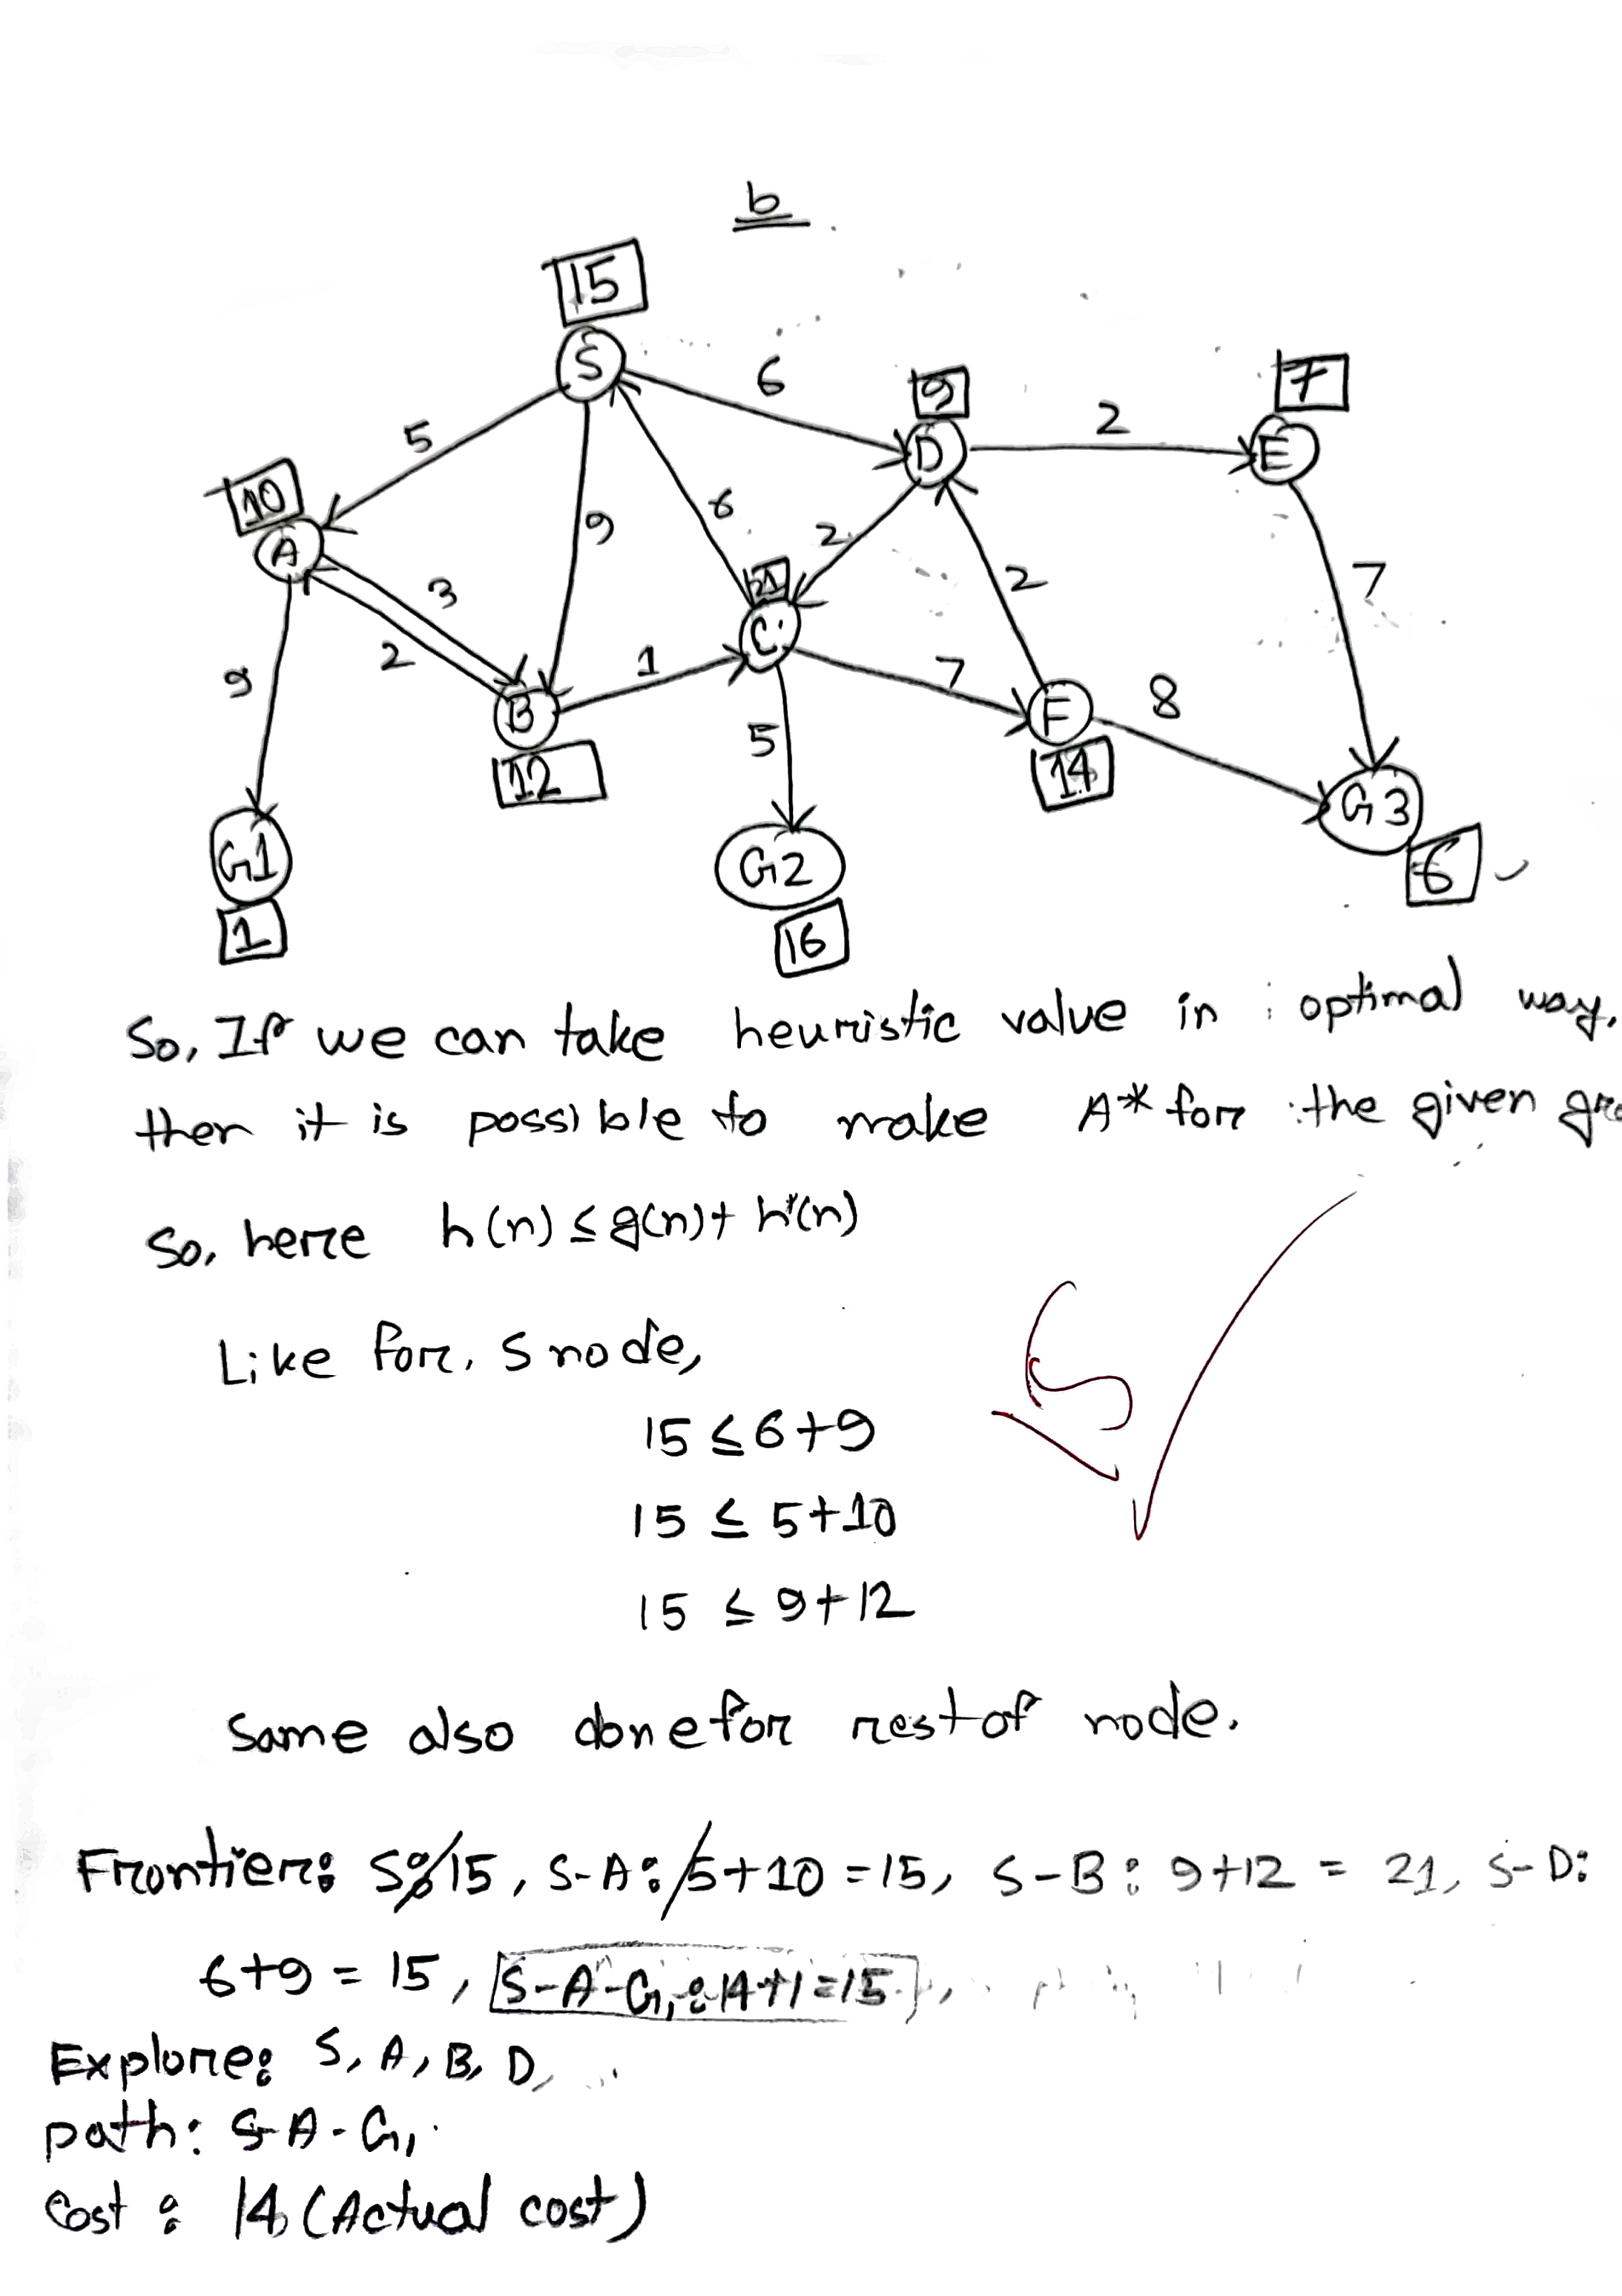 b
15
S
6
9
D
2
7
E
5
10
A
9
6
2
3
2
21
C
2
7
9
2
B
1
7
F
8
5
12
14
G3
G1
G2
6
1
16
So, If we can take heuristic value in optimal way,
then it is possible to make A* for the given
So, here h(n) ≤ g(n) + h'(n)
Like for, S node,
15 ≤ 6+9
5
15 ≤ 5+10
15 ≤ 9+12
Same also done for rest of node.
Frontier: S:15, S-A: 5+10 = 15, S-B: 9+12 = 21, S-D:
6+9 = 15, S-A-G1: 14+1=15
Explore: S, A, B, D,
path: S-A-G1
Cost: 14 (Actual cost)